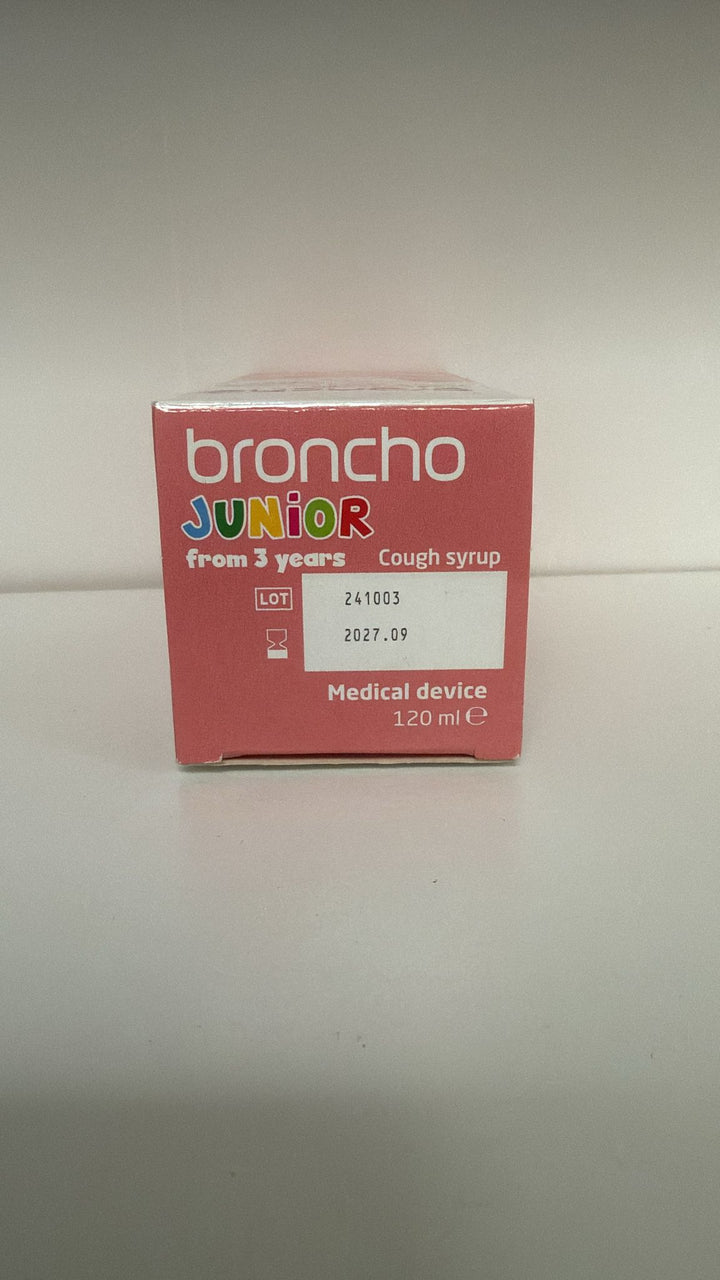 broncho
JUNiOR
from 3 years Cough syrup
LOT 241003
2027.09
Medical device
120 ml ℮